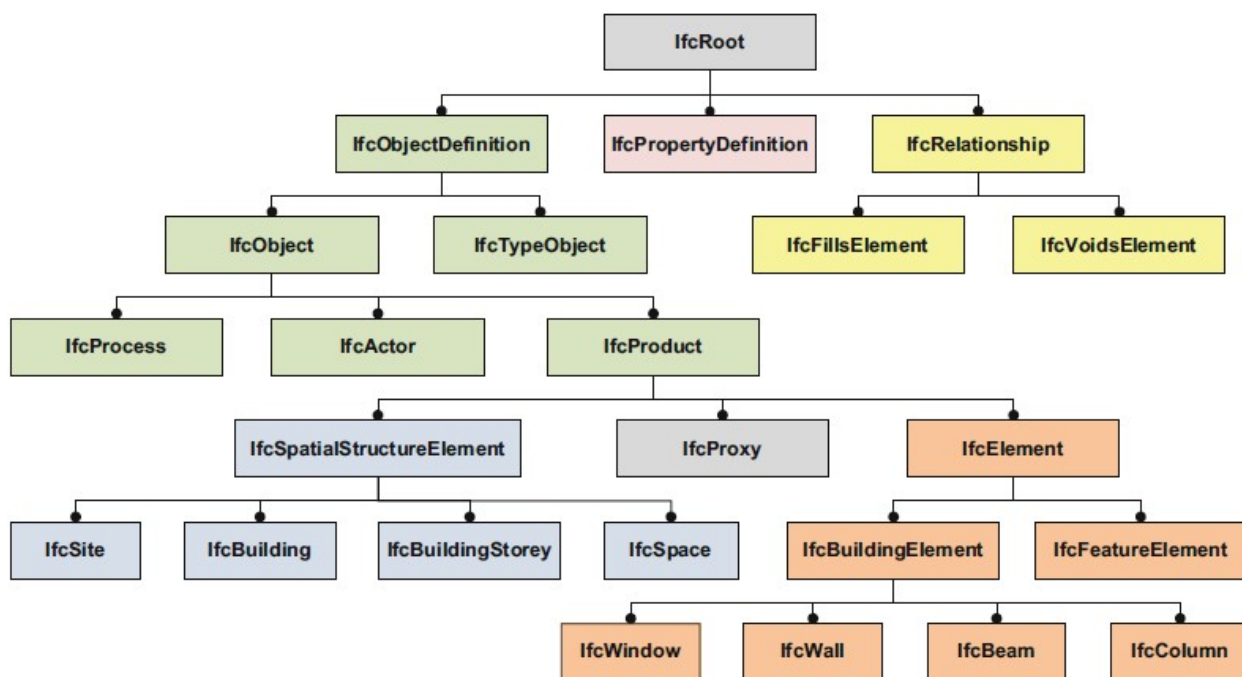 IfcRoot
IfcObjectDefinition
IfcPropertyDefinition
IfcRelationship
IfcObject
IfcTypeObject
IfcFillsElement
IfcVoidsElement
IfcProcess
IfcActor
IfcProduct
IfcSpatialStructureElement
IfcProxy
IfcElement
IfcSite
IfcBuilding
IfcBuildingStorey
IfcSpace
IfcBuildingElement
IfcFeatureElement
IfcWindow
IfcWall
IfcBeam
IfcColumn